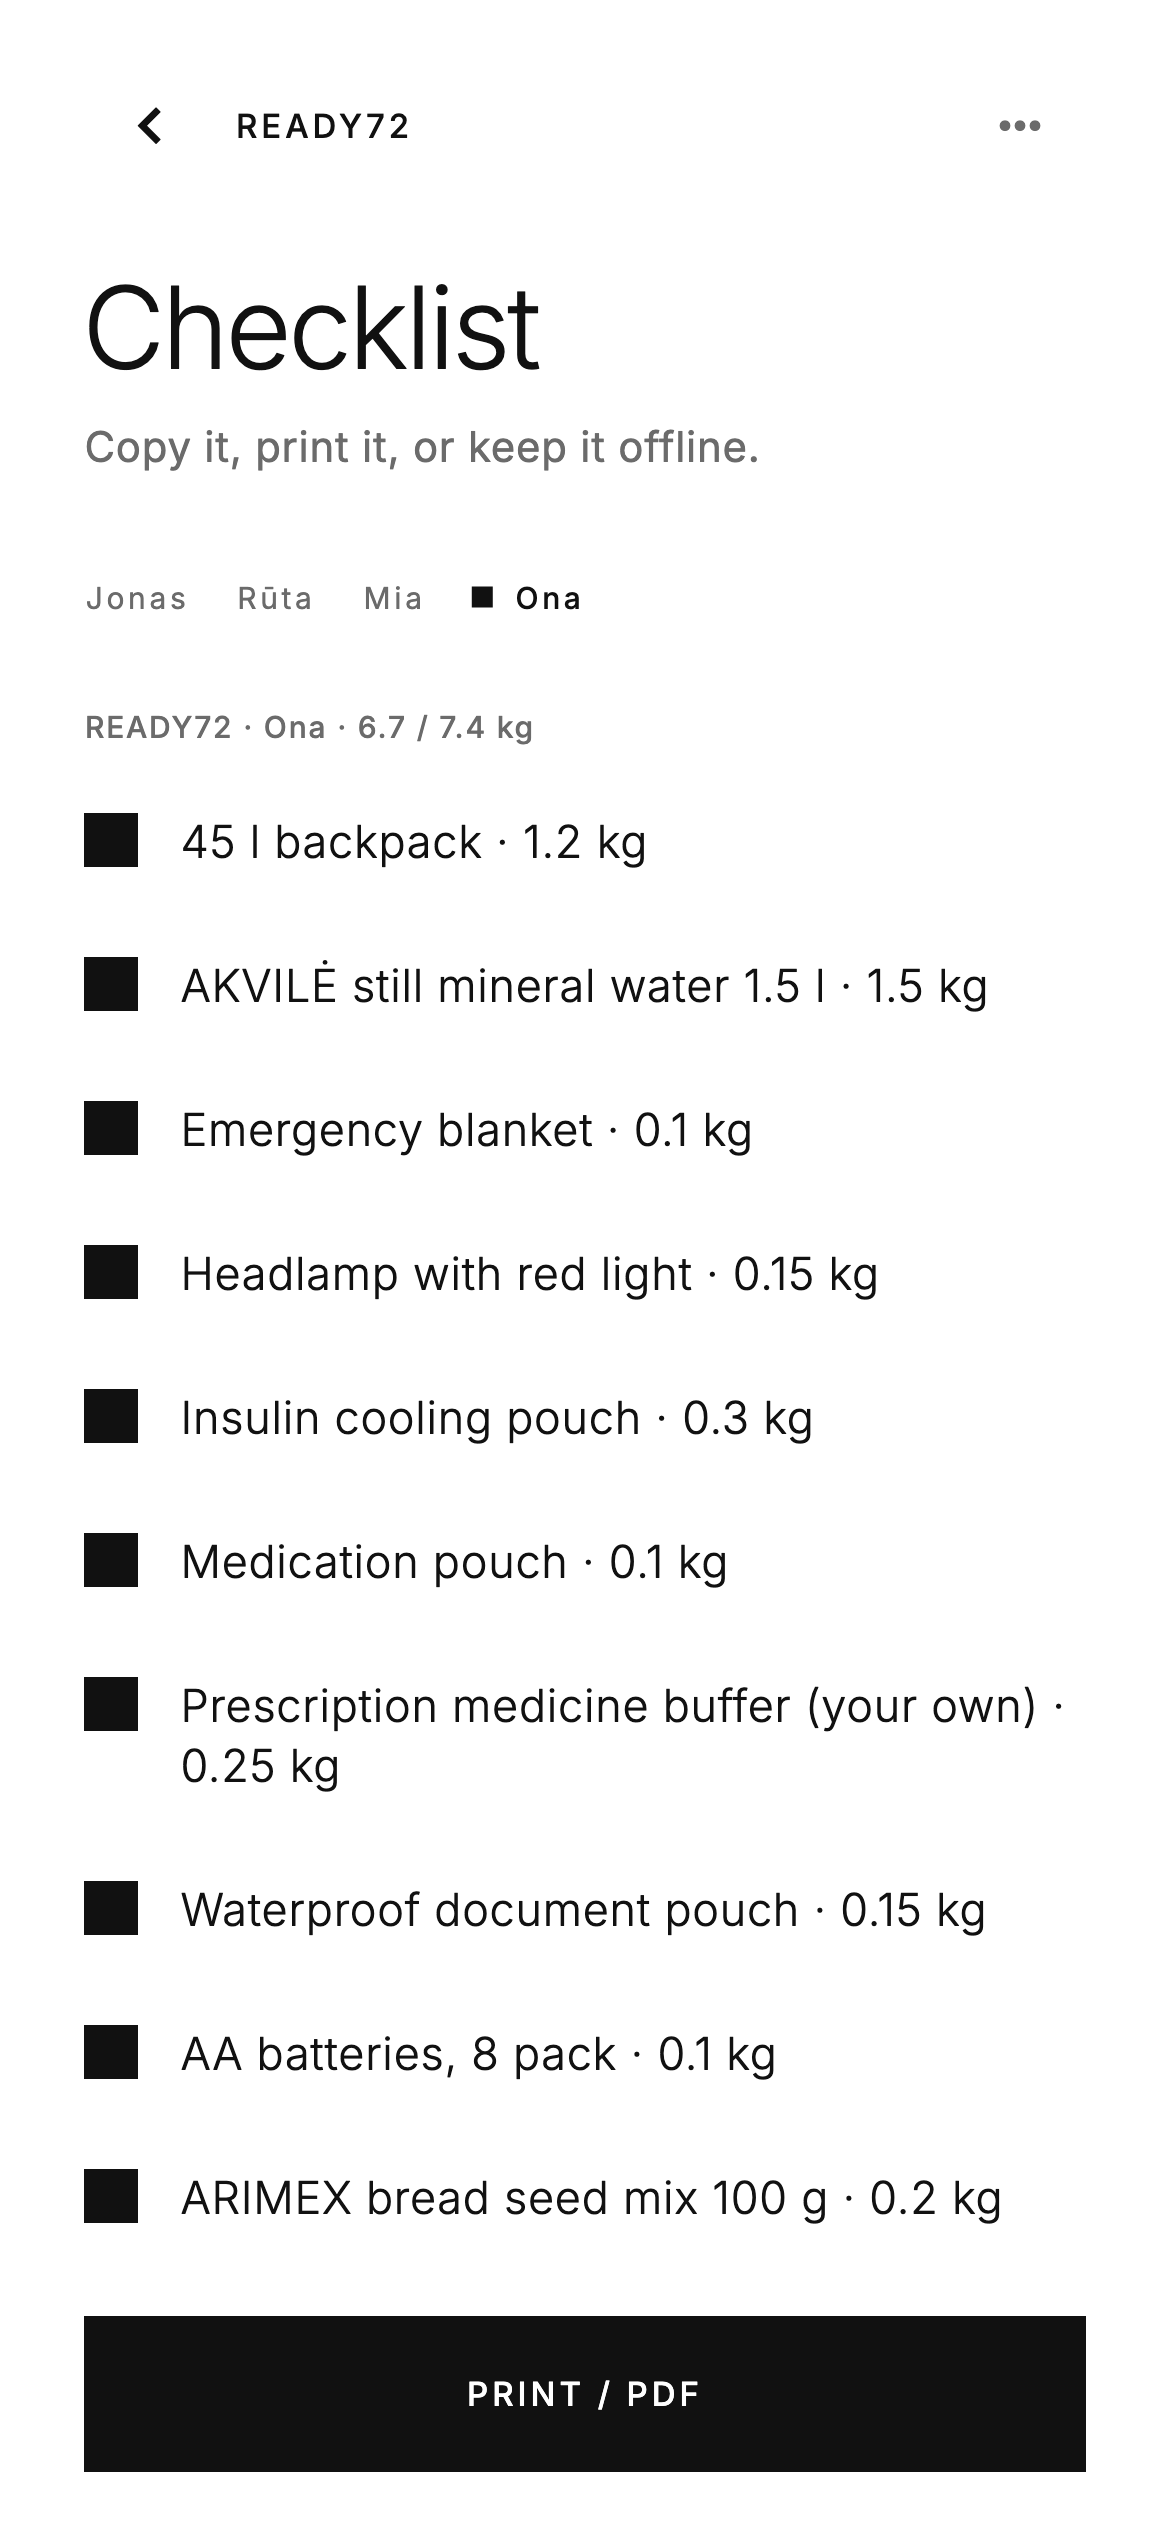 READY72
Checklist
Copy it, print it, or keep it offline.
Jonas Rūta Mia Ona
READY72 · Ona · 6.7 / 7.4 kg
45 l backpack · 1.2 kg
AKVILĖ still mineral water 1.5 l · 1.5 kg
Emergency blanket · 0.1 kg
Headlamp with red light · 0.15 kg
Insulin cooling pouch · 0.3 kg
Medication pouch · 0.1 kg
Prescription medicine buffer (your own) ·
0.25 kg
Waterproof document pouch · 0.15 kg
AA batteries, 8 pack · 0.1 kg
ARIMEX bread seed mix 100 g · 0.2 kg
PRINT / PDF